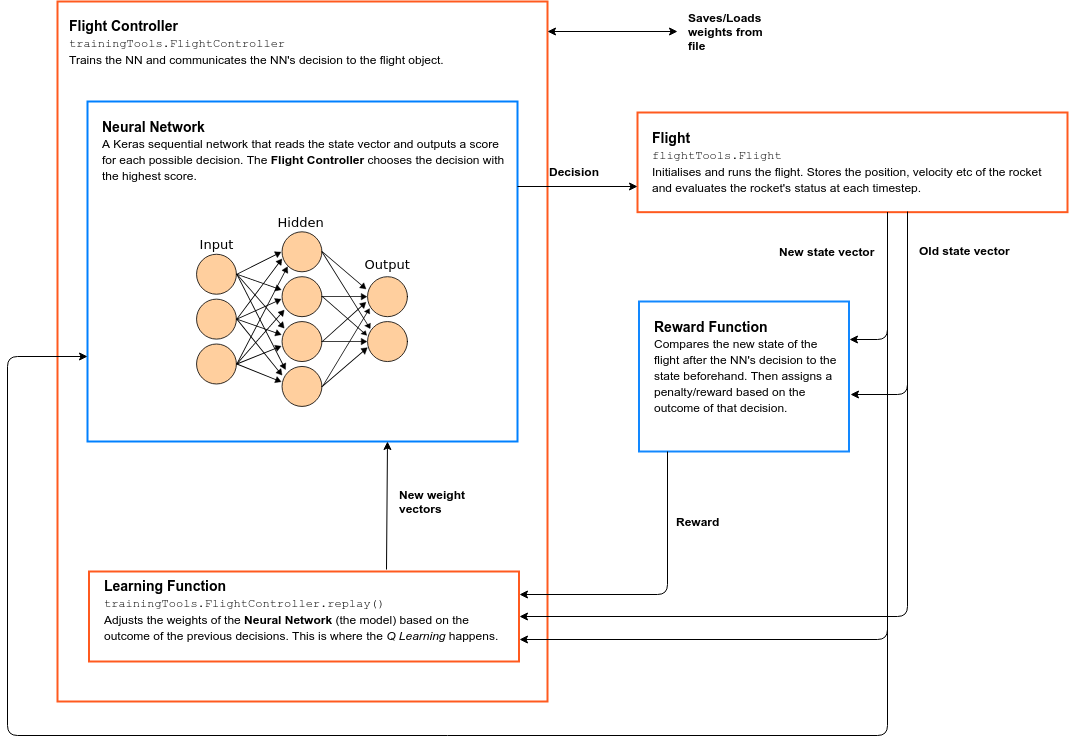 Flight Controller
trainingTools.FlightController
Trains the NN and communicates the NN's decision to the flight object.
Saves/Loads
weights from
file
Neural Network
A Keras sequential network that reads the state vector and outputs a score
for each possible decision. The Flight Controller chooses the decision with
the highest score.
Hidden
Input
Output
Decision
Flight
flightTools.Flight
Initialises and runs the flight. Stores the position, velocity etc of the rocket
and evaluates the rocket's status at each timestep.
New state vector
Old state vector
Reward Function
Compares the new state of the
flight after the NN's decision to the
state beforehand. Then assigns a
penalty/reward based on the
outcome of that decision.
New weight
vectors
Reward
Learning Function
trainingTools.FlightController.replay()
Adjusts the weights of the Neural Network (the model) based on the
outcome of the previous decisions. This is where the Q Learning happens.